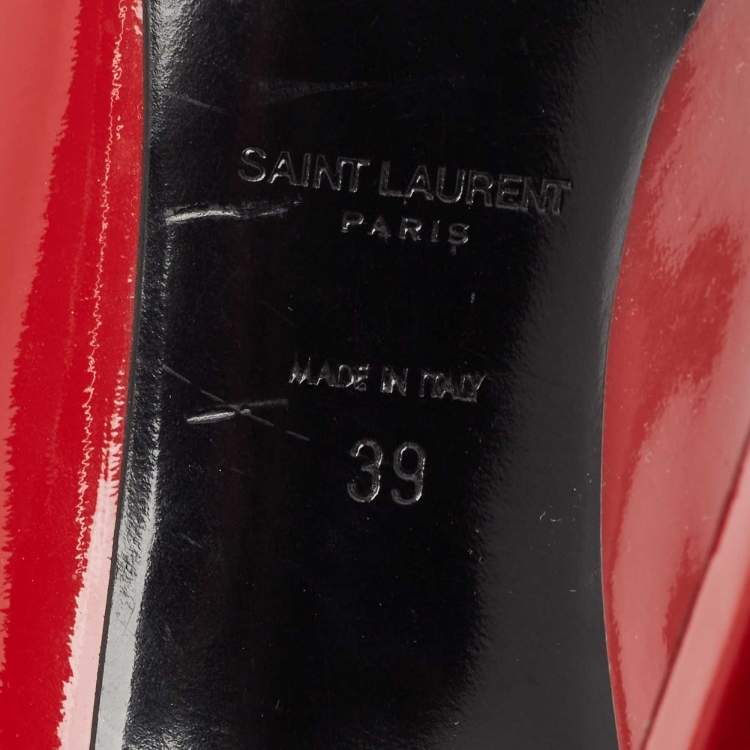 SAINT LAURENT
PARIS
MADE IN ITALY
39